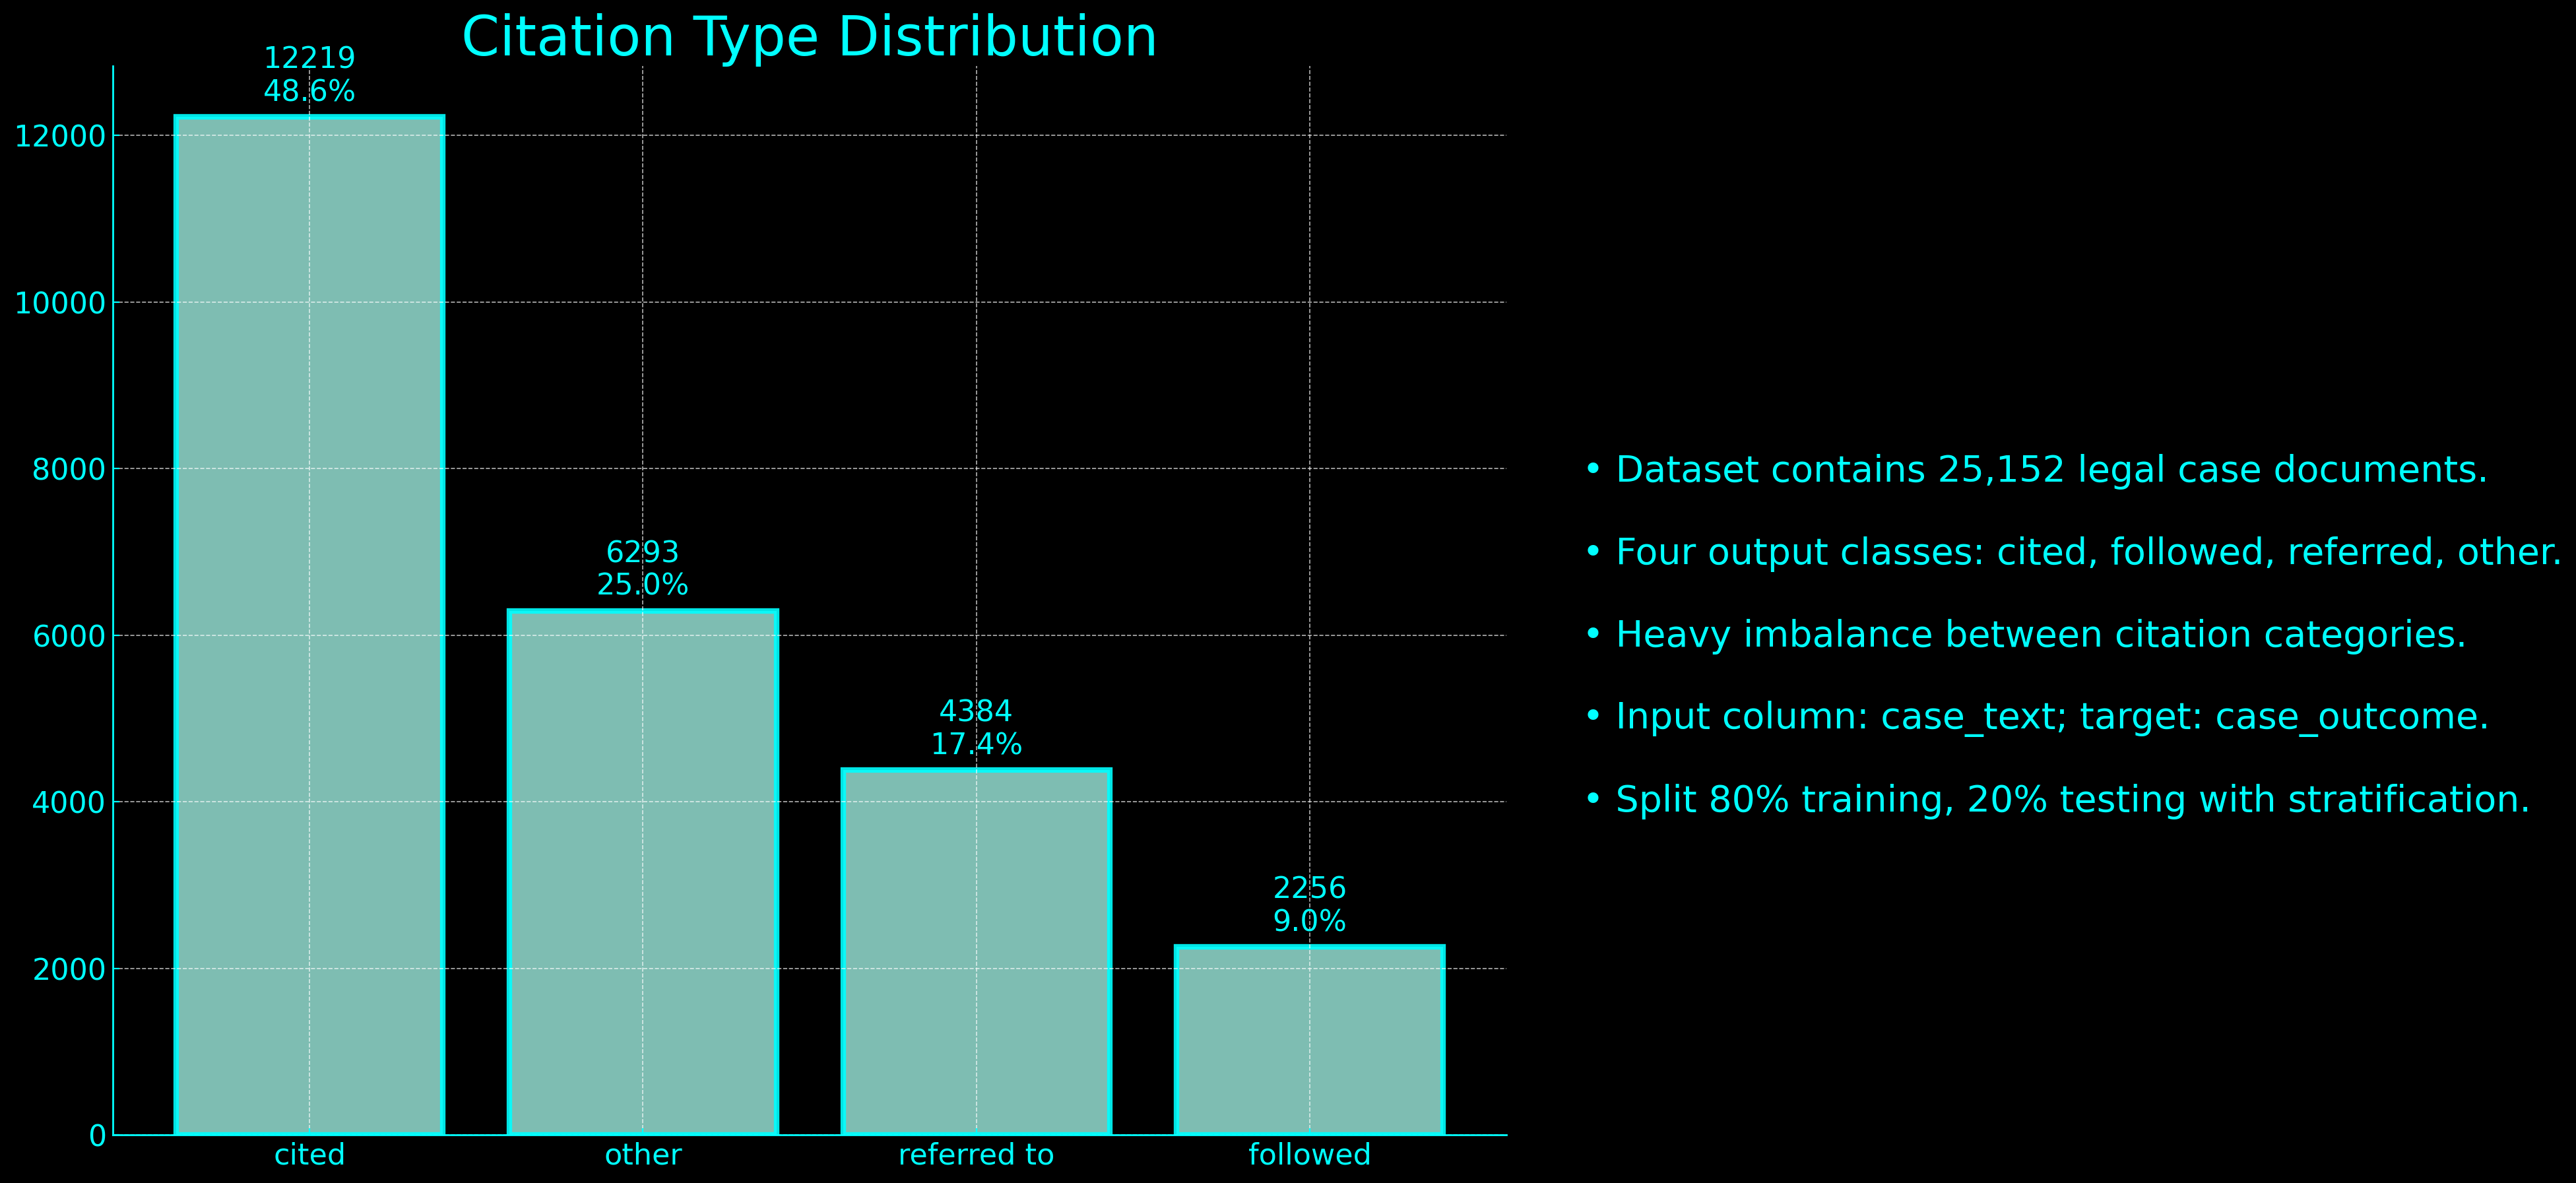 Citation Type Distribution
12219
48.6%
12000
10000
8000
6000
4000
2000
0
6293
25.0%
4384
17.4%
2256
9.0%
cited
other
referred to
followed
• Dataset contains 25,152 legal case documents.
• Four output classes: cited, followed, referred, other.
• Heavy imbalance between citation categories.
• Input column: case_text; target: case_outcome.
• Split 80% training, 20% testing with stratification.